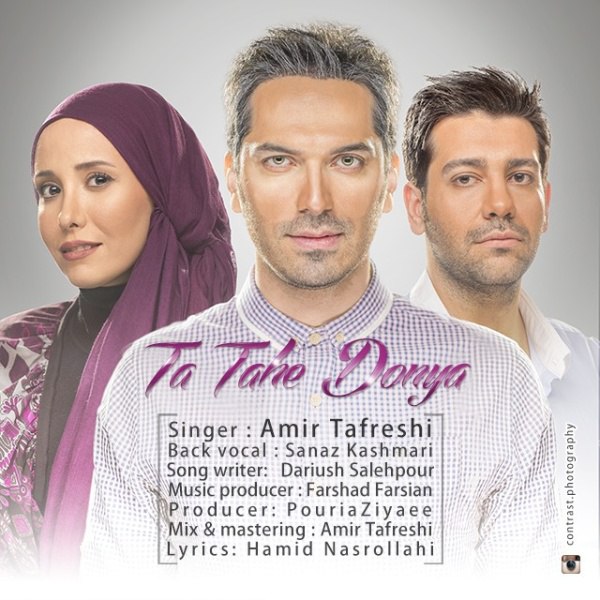 Ta Tahe Donya
Singer : Amir Tafreshi
Back vocal : Sanaz Kashmari
Song writer: Dariush Salehpour
Music producer : Farshad Farsian
Producer: PouriaZiyaee
Mix & mastering : Amir Tafreshi
Lyrics: Hamid Nasrollahi
contrast.photography